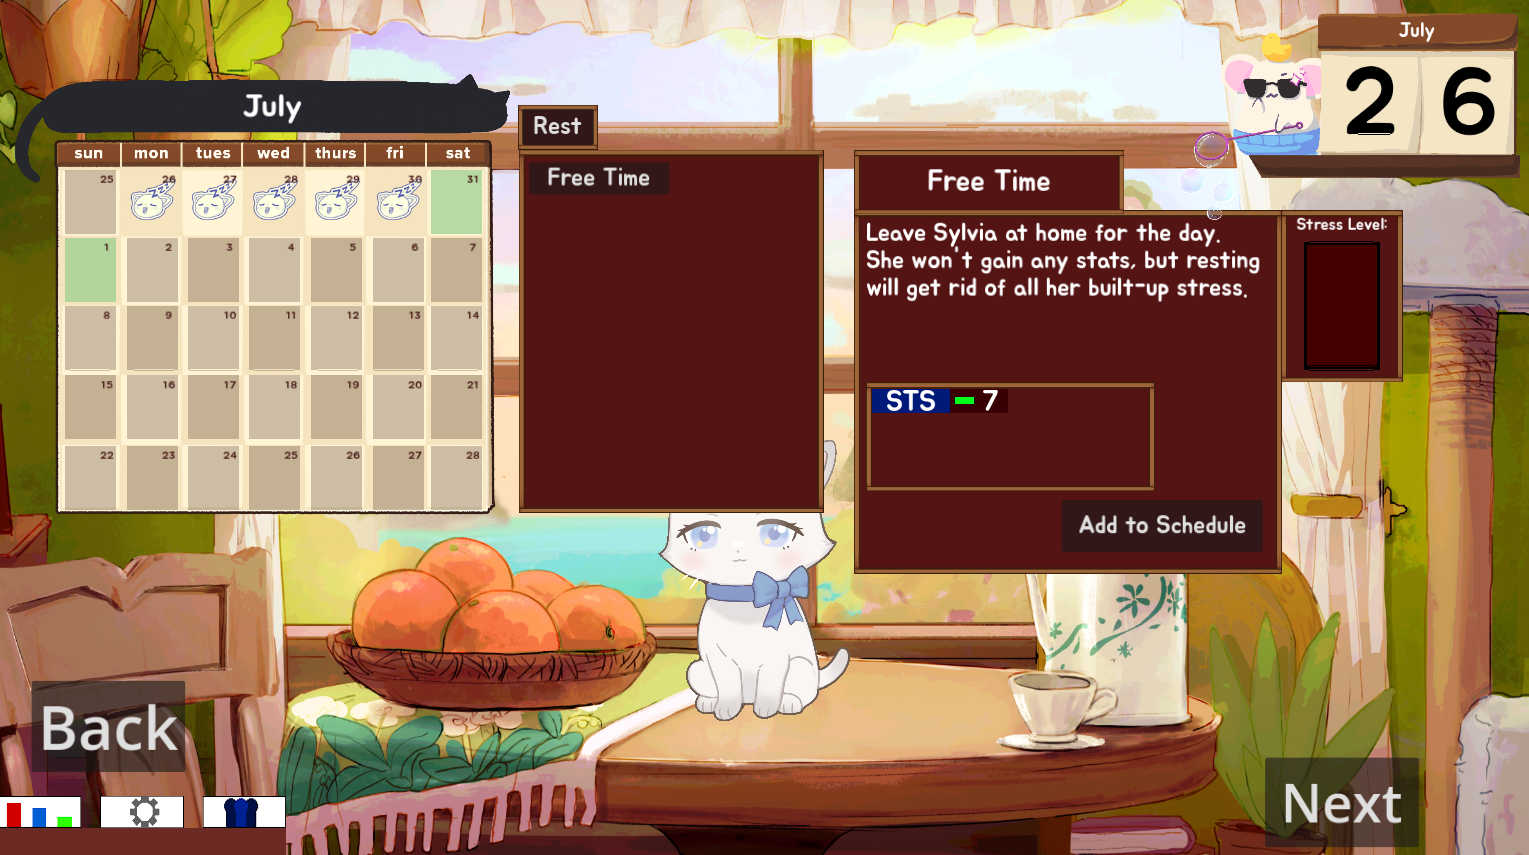 July
26
July
sun mon tues wed thurs fri sat
25 26 27 28 29 30 31
1 2 3 4 5 6 7
8 9 10 11 12 13 14
15 16 17 18 19 20 21
22 23 24 25 26 27 28
Rest
Free Time
Free Time
Leave Sylvia at home for the day.
She won't gain any stats, but resting
will get rid of all her built-up stress.
STS - 7
Add to Schedule
Stress Level:
Back
Next